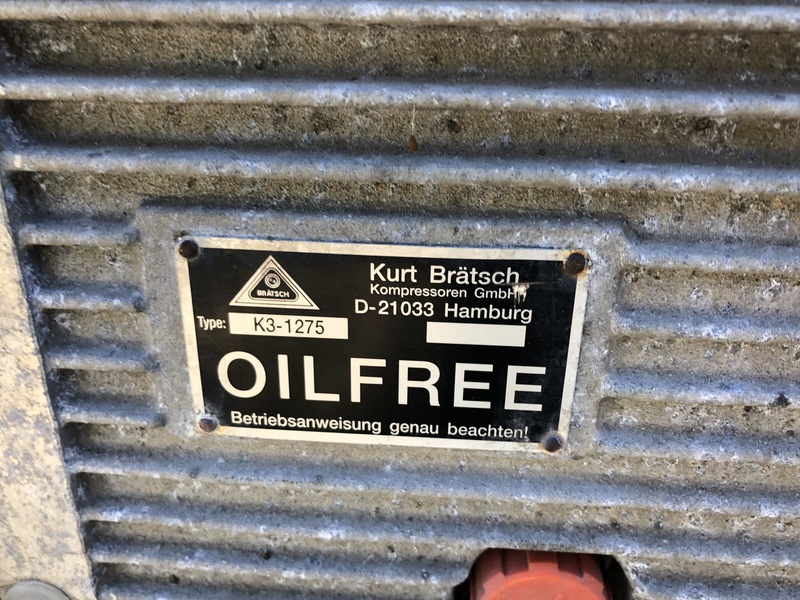 BRÄTSCH
Kurt Brätsch
Kompressoren GmbH
D-21033 Hamburg
Type: K3-1275
OILFREE
Betriebsanweisung genau beachten!